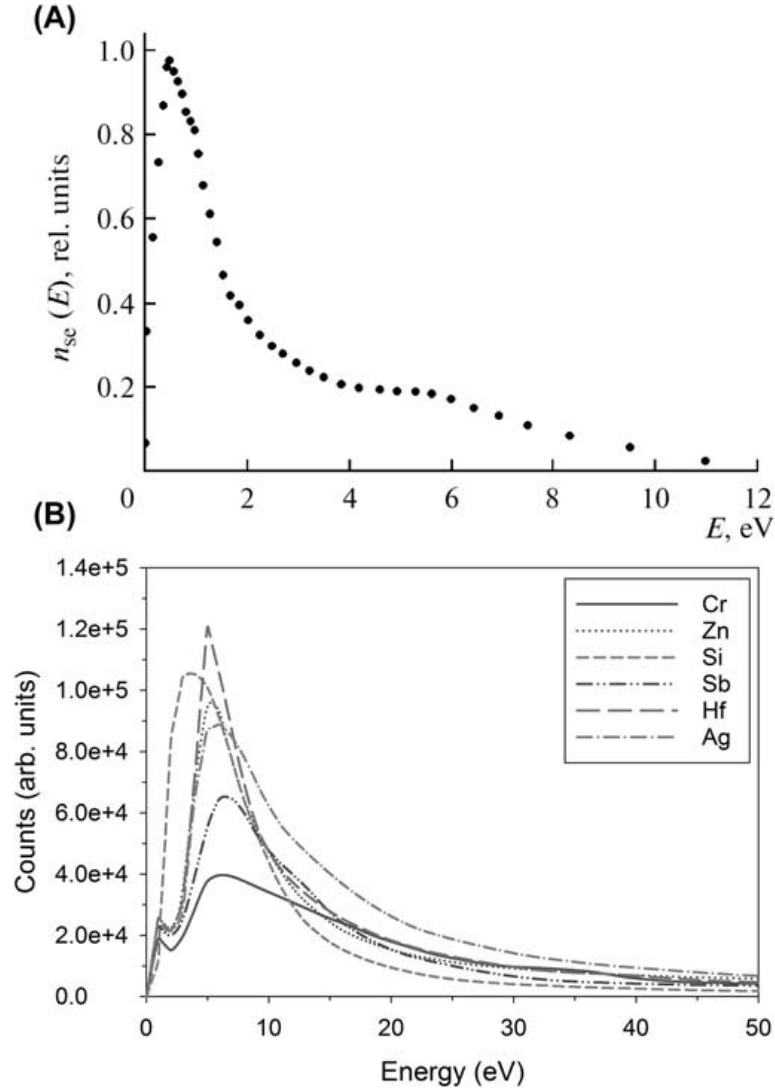 (A)
1.0
0.8
0.6
0.4
0.2
n_se (E), rel. units
0 2 4 6 8 10 12
E, eV
(B)
1.4e+5
1.2e+5
1.0e+5
8.0e+4
6.0e+4
4.0e+4
2.0e+4
0.0
Counts (arb. units)
Cr
Zn
Si
Sb
Hf
Ag
0 10 20 30 40 50
Energy (eV)